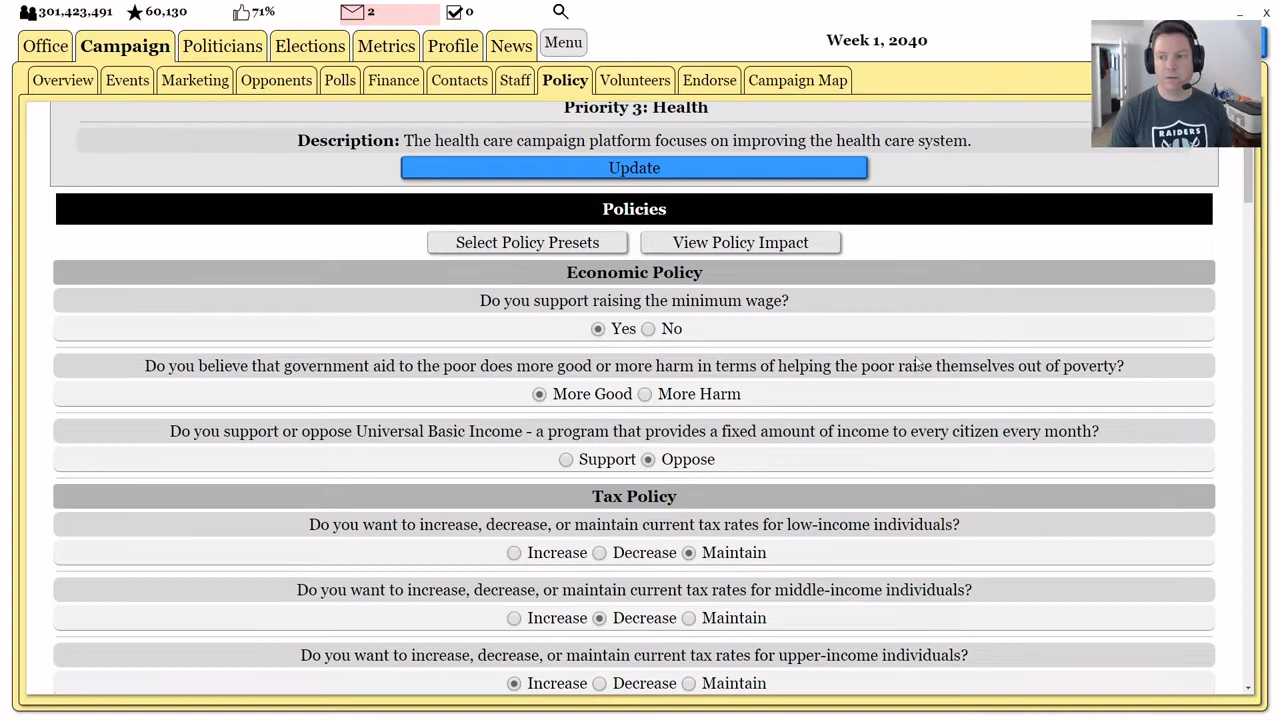 301,423,491 60,130 71% 2 0
Office Campaign Politicians Elections Metrics Profile News Menu
Week 1, 2040
_ X
Overview Events Marketing Opponents Polls Finance Contacts Staff Policy Volunteers Endorse Campaign Map
RAIDERS
Priority 3: Health
Description: The health care campaign platform focuses on improving the health care system.
Update
Policies
Select Policy Presets View Policy Impact
Economic Policy
Do you support raising the minimum wage?
Yes No
Do you believe that government aid to the poor does more good or more harm in terms of helping the poor raise themselves out of poverty?
More Good More Harm
Do you support or oppose Universal Basic Income - a program that provides a fixed amount of income to every citizen every month?
Support Oppose
Tax Policy
Do you want to increase, decrease, or maintain current tax rates for low-income individuals?
Increase Decrease Maintain
Do you want to increase, decrease, or maintain current tax rates for middle-income individuals?
Increase Decrease Maintain
Do you want to increase, decrease, or maintain current tax rates for upper-income individuals?
Increase Decrease Maintain